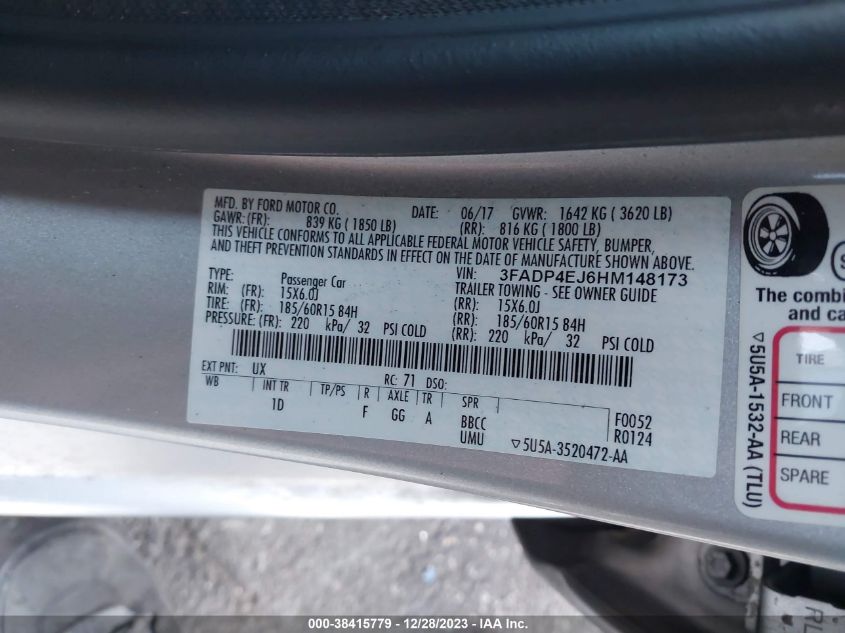 MFD. BY FORD MOTOR CO. DATE: 06/17 GVWR: 1642 KG ( 3620 LB)
GAWR: (FR): 839 KG ( 1850 LB) (RR): 816 KG ( 1800 LB)
THIS VEHICLE CONFORMS TO ALL APPLICABLE FEDERAL MOTOR VEHICLE SAFETY, BUMPER,
AND THEFT PREVENTION STANDARDS IN EFFECT ON THE DATE OF MANUFACTURE SHOWN ABOVE.
VIN: 3FADP4EJ6HM148173
TYPE: Passenger Car TRAILER TOWING - SEE OWNER GUIDE
RIM: (FR): 15X6.0J (RR): 15X6.0J
TIRE: (FR): 185/60R15 84H (RR): 185/60R15 84H
PRESSURE: (FR): 220 kPa/ 32 PSI COLD (RR): 220 kPa/ 32 PSI COLD
EXT PNT: UX RC: 71 DSO:
WB INT TR TP/PS R AXLE TR SPR
1D F GG A BBCC F0052
UMU R0124
▽5U5A-3520472-AA
▽5U5A-1532-AA (TLU)
The combi
and ca
TIRE
FRONT
REAR
SPARE
000-38415779 - 12/28/2023 - IAA Inc.